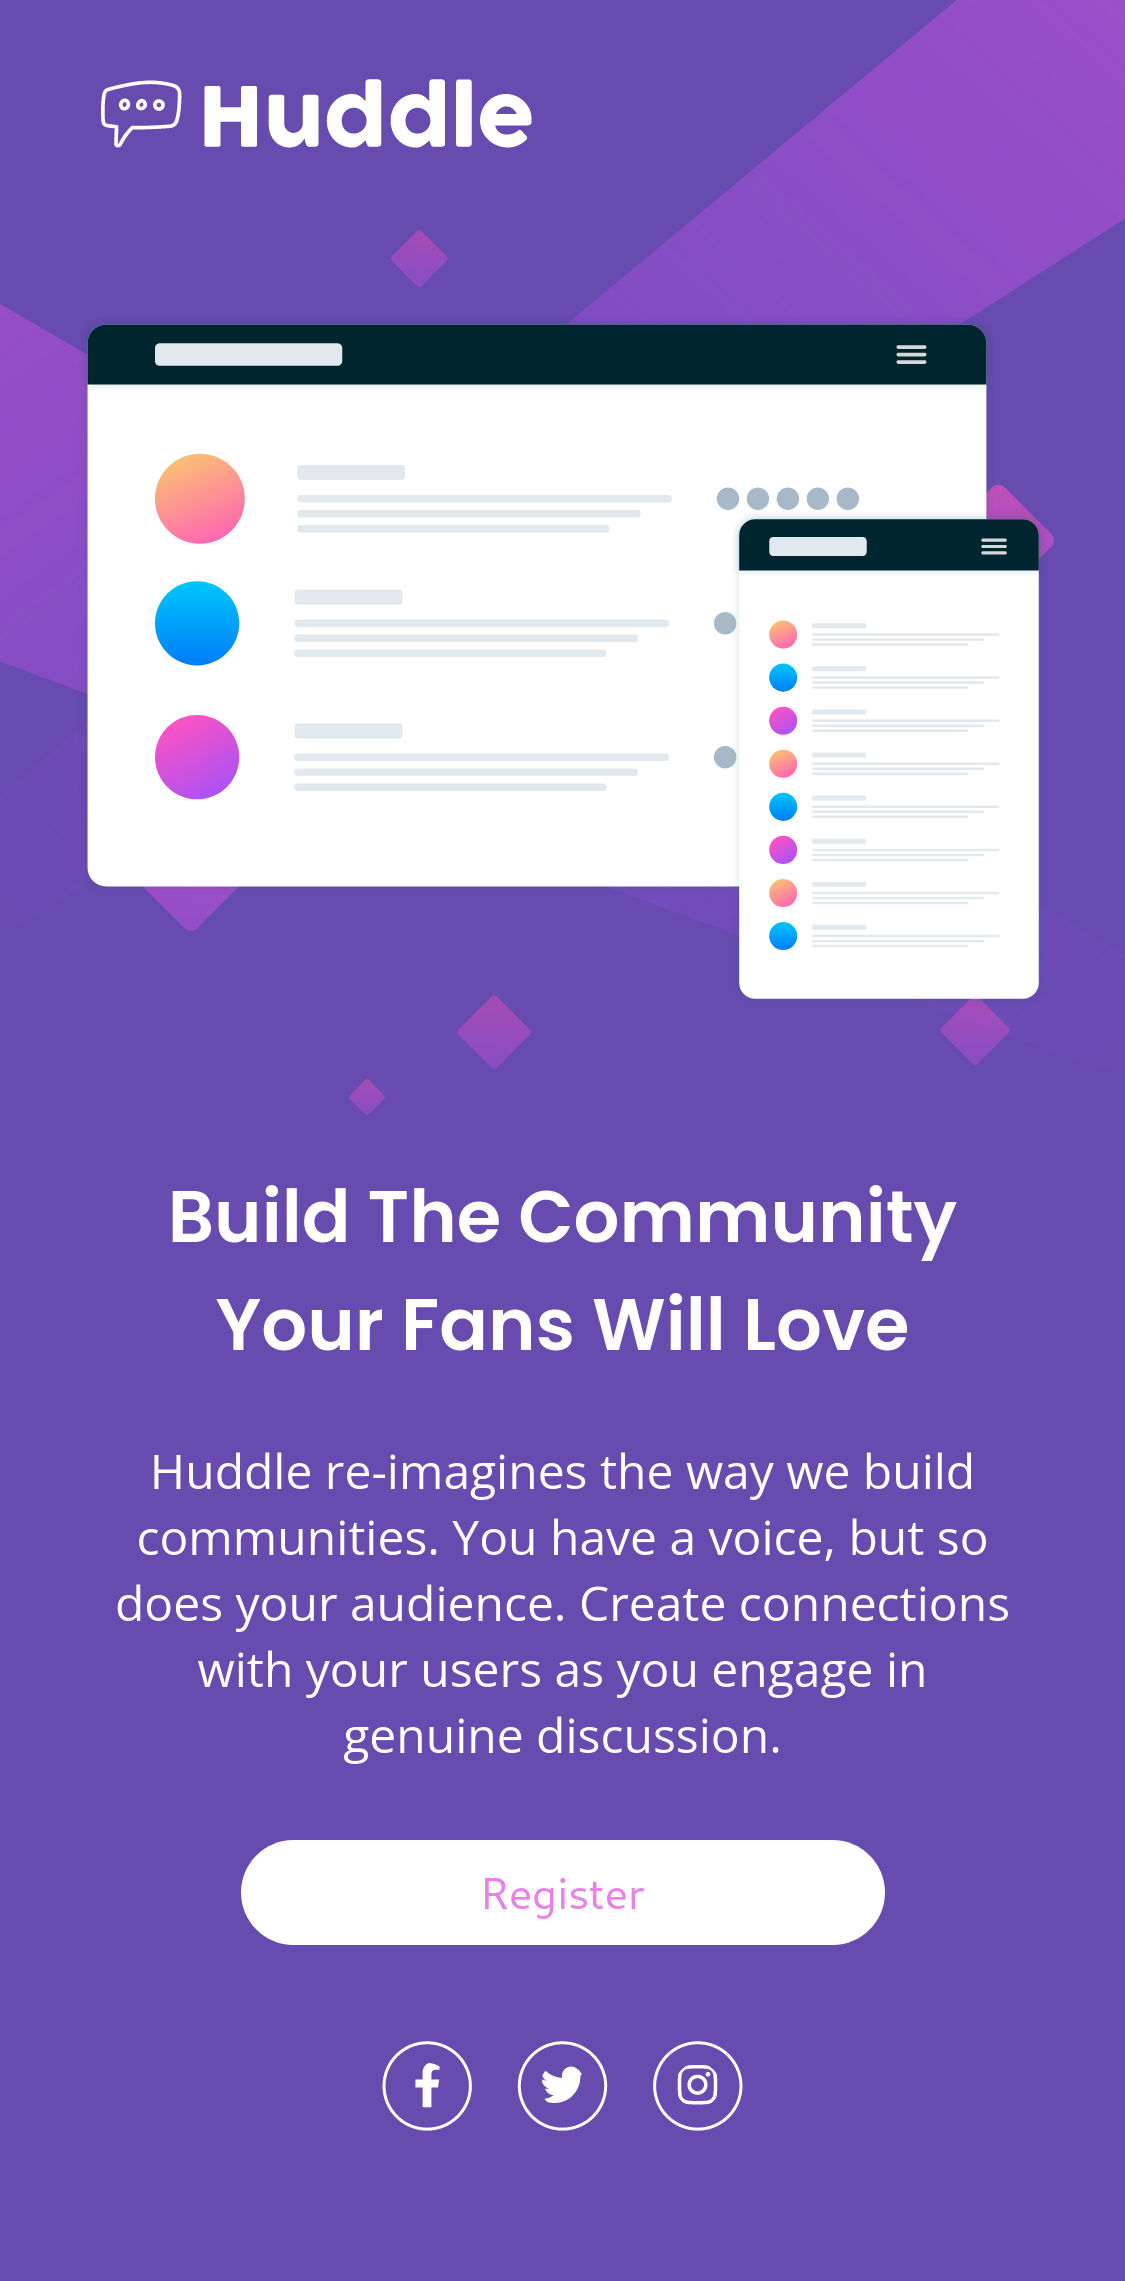 Huddle
Build The Community
Your Fans Will Love
Huddle re-imagines the way we build
communities. You have a voice, but so
does your audience. Create connections
with your users as you engage in
genuine discussion.
Register